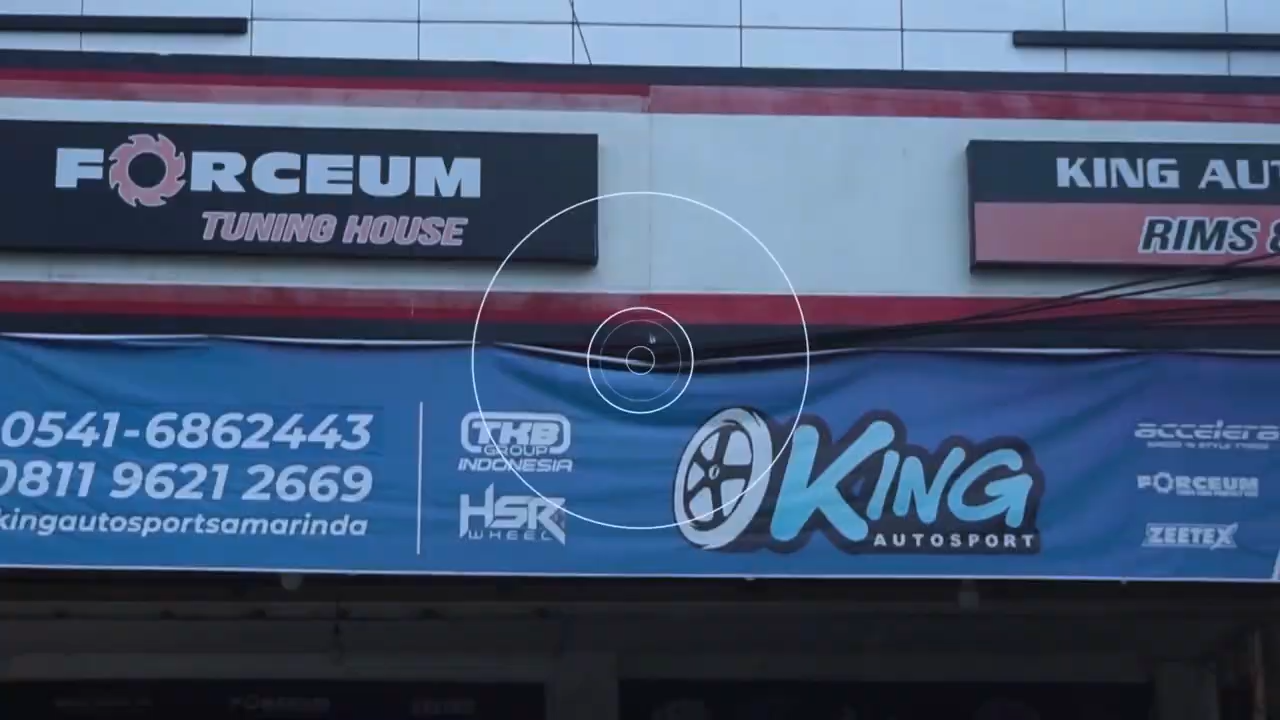 FORCEUM
TUNING HOUSE
KING AU
RIMS &
0541-6862443
0811 9621 2669
kingautosportsamarinda
TKB
GROUP
INDONESIA
HSR
WHEEL
KING
AUTOSPORT
accelera
FORCEUM
ZEETEX